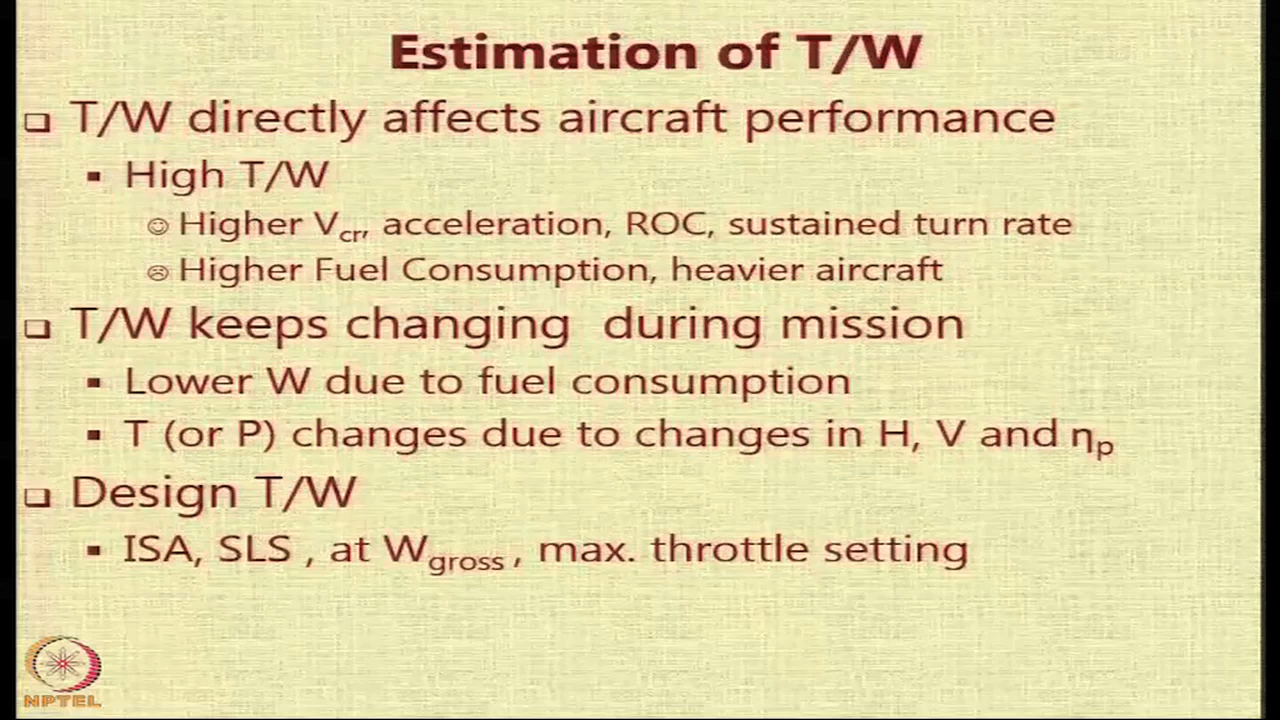 Estimation of T/W
T/W directly affects aircraft performance
High T/W
Higher Vcr, acceleration, ROC, sustained turn rate
Higher Fuel Consumption, heavier aircraft
T/W keeps changing during mission
Lower W due to fuel consumption
T (or P) changes due to changes in H, V and ηp
Design T/W
ISA, SLS , at Wgross , max. throttle setting
NPTEL